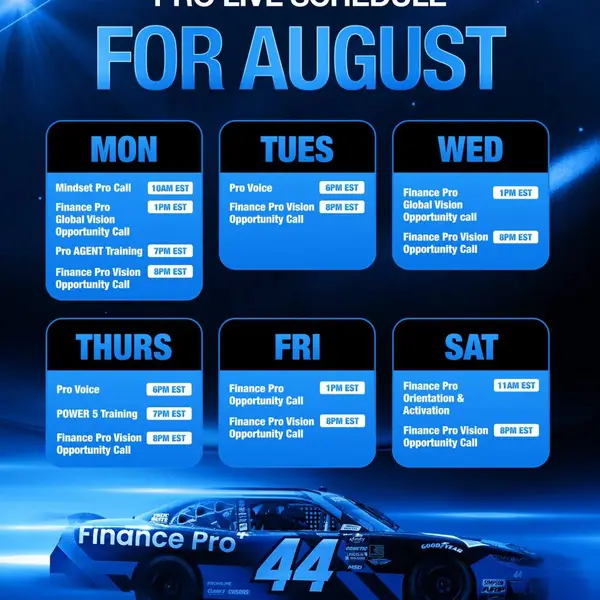 PRO LIVE SCHEDULE
FOR AUGUST
MON
Mindset Pro Call 10AM EST
Finance Pro 1PM EST
Global Vision
Opportunity Call
Pro AGENT Training 7PM EST
Finance Pro Vision 8PM EST
Opportunity Call
TUES
Pro Voice 6PM EST
Finance Pro Vision 8PM EST
Opportunity Call
WED
Finance Pro 1PM EST
Global Vision
Opportunity call
Finance Pro Vision 8PM EST
Opportunity Call
THURS
Pro Voice 6PM EST
POWER 5 Training 7PM EST
Finance Pro Vision 8PM EST
Opportunity Call
FRI
Finance Pro 1PM EST
Opportunity Call
Finance Pro Vision 8PM EST
Opportunity Call
SAT
Finance Pro 11AM EST
Orientation &
Activation
Finance Pro Vision 8PM EST
Opportunity Call
Finance Pro+
44
GOODYEAR
MSD
44